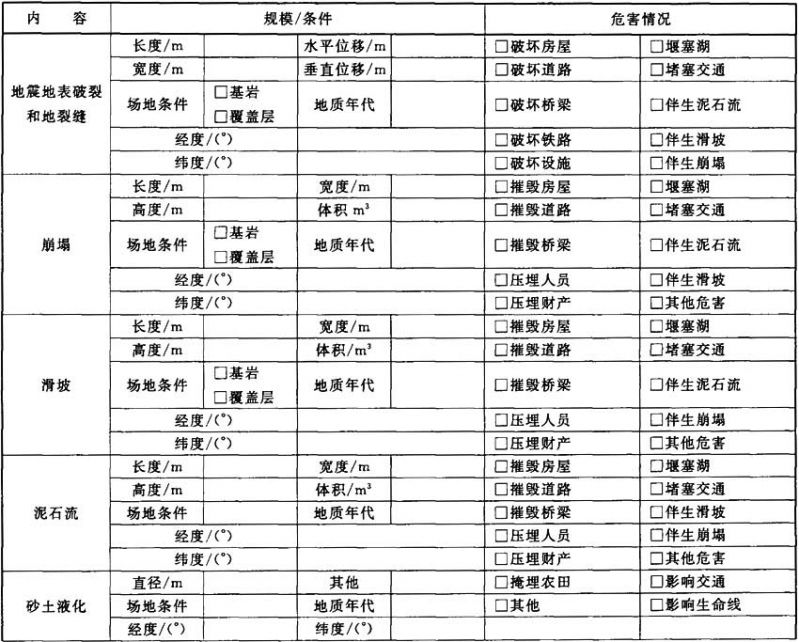 内 容 规模/条件 危害情况
地震地表破裂和地裂缝 长度/m 水平位移/m □破坏房屋 □堰塞湖
宽度/m 垂直位移/m □破坏道路 □堵塞交通
场地条件 □基岩 □覆盖层 地质年代 □破坏桥梁 □伴生泥石流
经度/(°) □破坏铁路 □伴生滑坡
纬度/(°) □破坏设施 □伴生崩塌
崩塌 长度/m 宽度/m □摧毁房屋 □堰塞湖
高度/m 体积 m³ □摧毁道路 □堵塞交通
场地条件 □基岩 □覆盖层 地质年代 □摧毁桥梁 □伴生泥石流
经度/(°) □压埋人员 □伴生滑坡
纬度/(°) □压埋财产 □其他危害
滑坡 长度/m 宽度/m □摧毁房屋 □堰塞湖
高度/m 体积/m³ □摧毁道路 □堵塞交通
场地条件 □基岩 □覆盖层 地质年代 □摧毁桥梁 □伴生泥石流
经度/(°) □压埋人员 □伴生崩塌
纬度/(°) □压埋财产 □其他危害
泥石流 长度/m 宽度/m □摧毁房屋 □堰塞湖
高度/m 体积/m³ □摧毁道路 □堵塞交通
场地条件 地质年代 □摧毁桥梁 □伴生滑坡
经度/(°) □压埋人员 □伴生崩塌
纬度/(°) □压埋财产 □其他危害
砂土液化 直径/m 其他 □掩埋农田 □影响交通
场地条件 地质年代 □其他 □影响生命线
经度/(°) 纬度/(°)